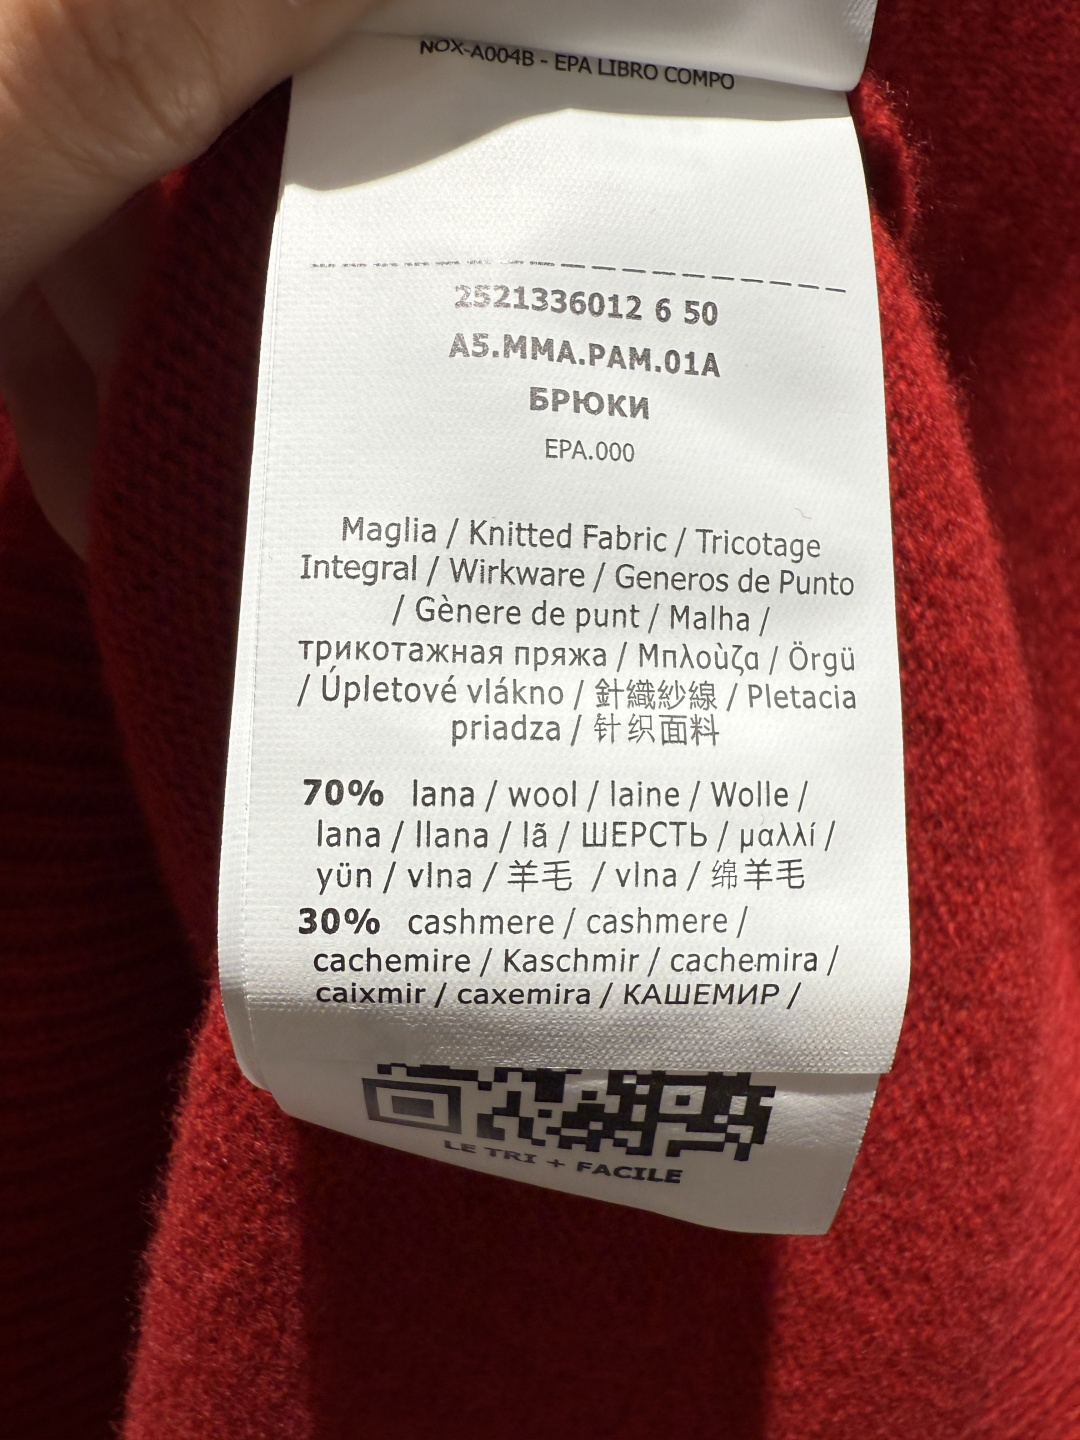 NOX-A004B - EPA LIBRO COMPO
2521336012 6 50
A5.MMA.PAM.01A
БРЮКИ
EPA.000
Maglia / Knitted Fabric / Tricotage
Integral / Wirkware / Generos de Punto
/ Gènere de punt / Malha /
трикотажная пряжа / Μπλοὺζα / Örgü
/ Úpletové vlákno / 針織紗線 / Pletacia
priadza / 针织面料
70% lana / wool / laine / Wolle /
lana / llana / lã / ШЕРСТЬ / μαλλί /
yün / vlna / 羊毛 / vlna / 绵羊毛
30% cashmere / cashmere /
cachemire / Kaschmir / cachemira /
caixmir / caxemira / КАШЕМИР /
LE TRI + FACILE